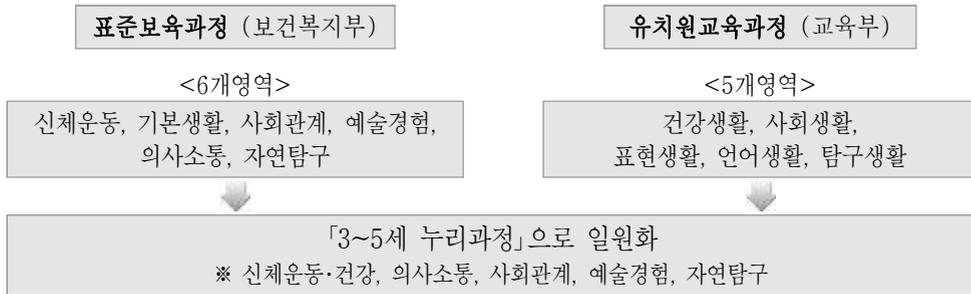 표준보육과정 (보건복지부)
유치원교육과정 (교육부)
<6개영역>
<5개영역>
신체운동, 기본생활, 사회관계, 예술경험,
의사소통, 자연탐구
건강생활, 사회생활,
표현생활, 언어생활, 탐구생활
「3~5세 누리과정」으로 일원화
※ 신체운동·건강, 의사소통, 사회관계, 예술경험, 자연탐구